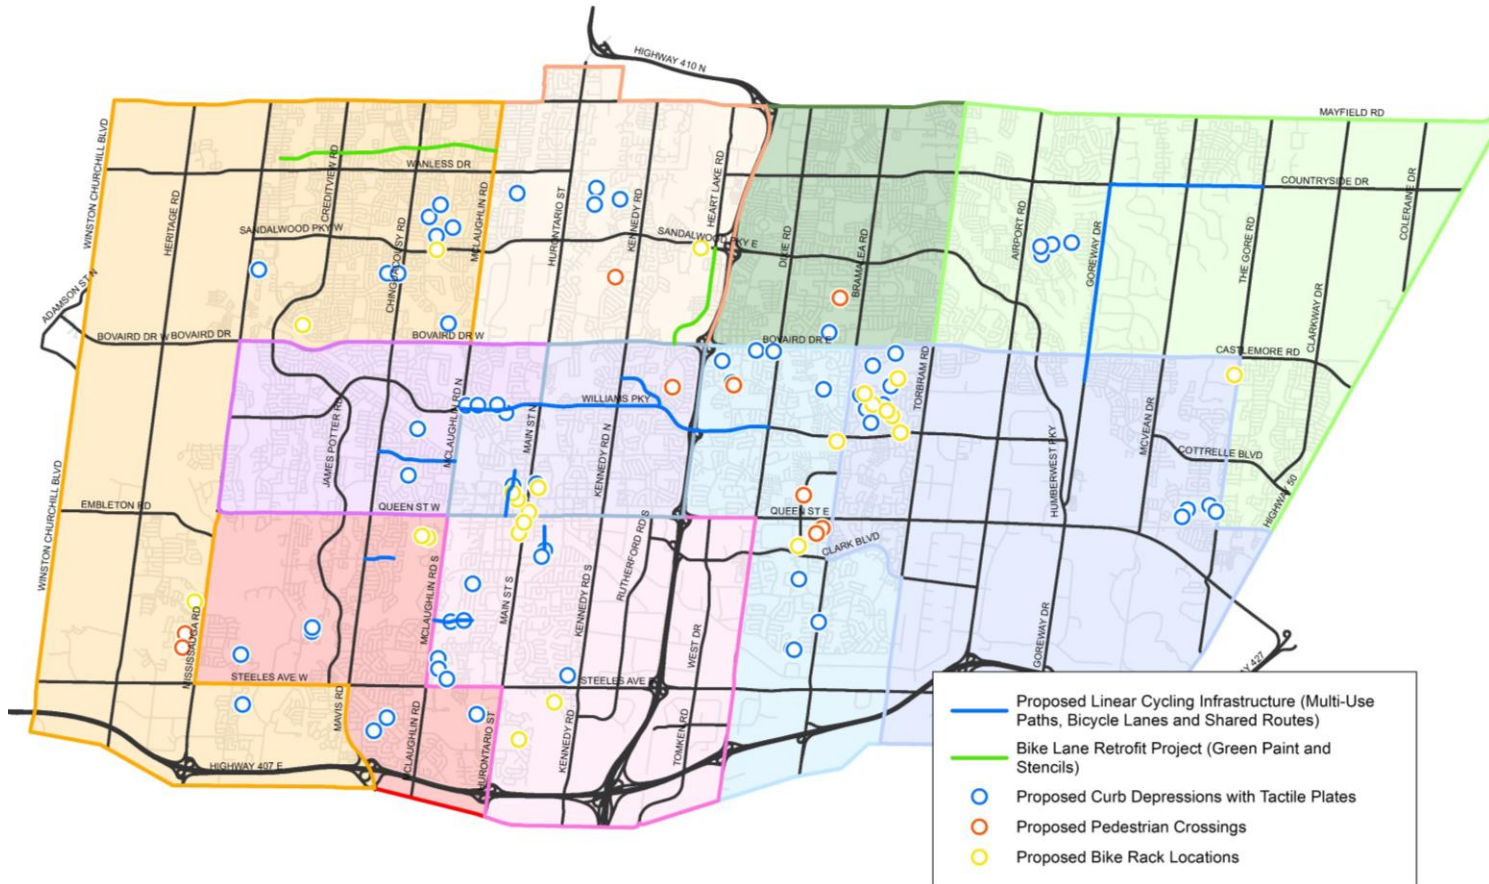 HIGHWAY 410 N
MAYFIELD RD
WINSTON CHURCHILL BLVD
HERITAGE RD
CREDITVIEW RD
WANLESS DR
MCLAUGHLIN RD
HURONTARIO ST
KENNEDY RD
HEART LAKE RD
COUNTRYSIDE DR
COLERAINE DR
SANDALWOOD PKY W
SANDALWOOD PKY E
CHINGUACOUSY RD
DIXIE RD
BRAMALEA RD
AIRPORT RD
GOREWAY DR
THE GORE RD
CLARKWAY DR
ADAMSON ST N
BOVAIRD DR W
BOVAIRD DR
BOVAIRD DR W
BOVAIRD DR E
CASTLEMORE RD
TORBRAM RD
WILLIAMS PKY
JAMES POTTER RD
MCLAUGHLIN RD N
MAIN ST N
KENNEDY RD N
MCVEAN DR
COTTRELLE BLVD
HUMBERWEST PKY
HIGHWAY 50
WINSTON CHURCHILL BLVD
EMBLETON RD
QUEEN ST W
QUEEN ST E
CLARK BLVD
RUTHERFORD RD S
MCLAUGHLIN RD S
MAIN ST S
KENNEDY RD S
WEST DR
GOREWAY DR
MISSISSAUGA RD
STEELES AVE W
STEELES AVE
MAVIS RD
HURONTARIO ST
KENNEDY RD
TOMKEN RD
HIGHWAY 407 E
Proposed Linear Cycling Infrastructure (Multi-Use
Paths, Bicycle Lanes and Shared Routes)
Bike Lane Retrofit Project (Green Paint and
Stencils)
Proposed Curb Depressions with Tactile Plates
Proposed Pedestrian Crossings
Proposed Bike Rack Locations